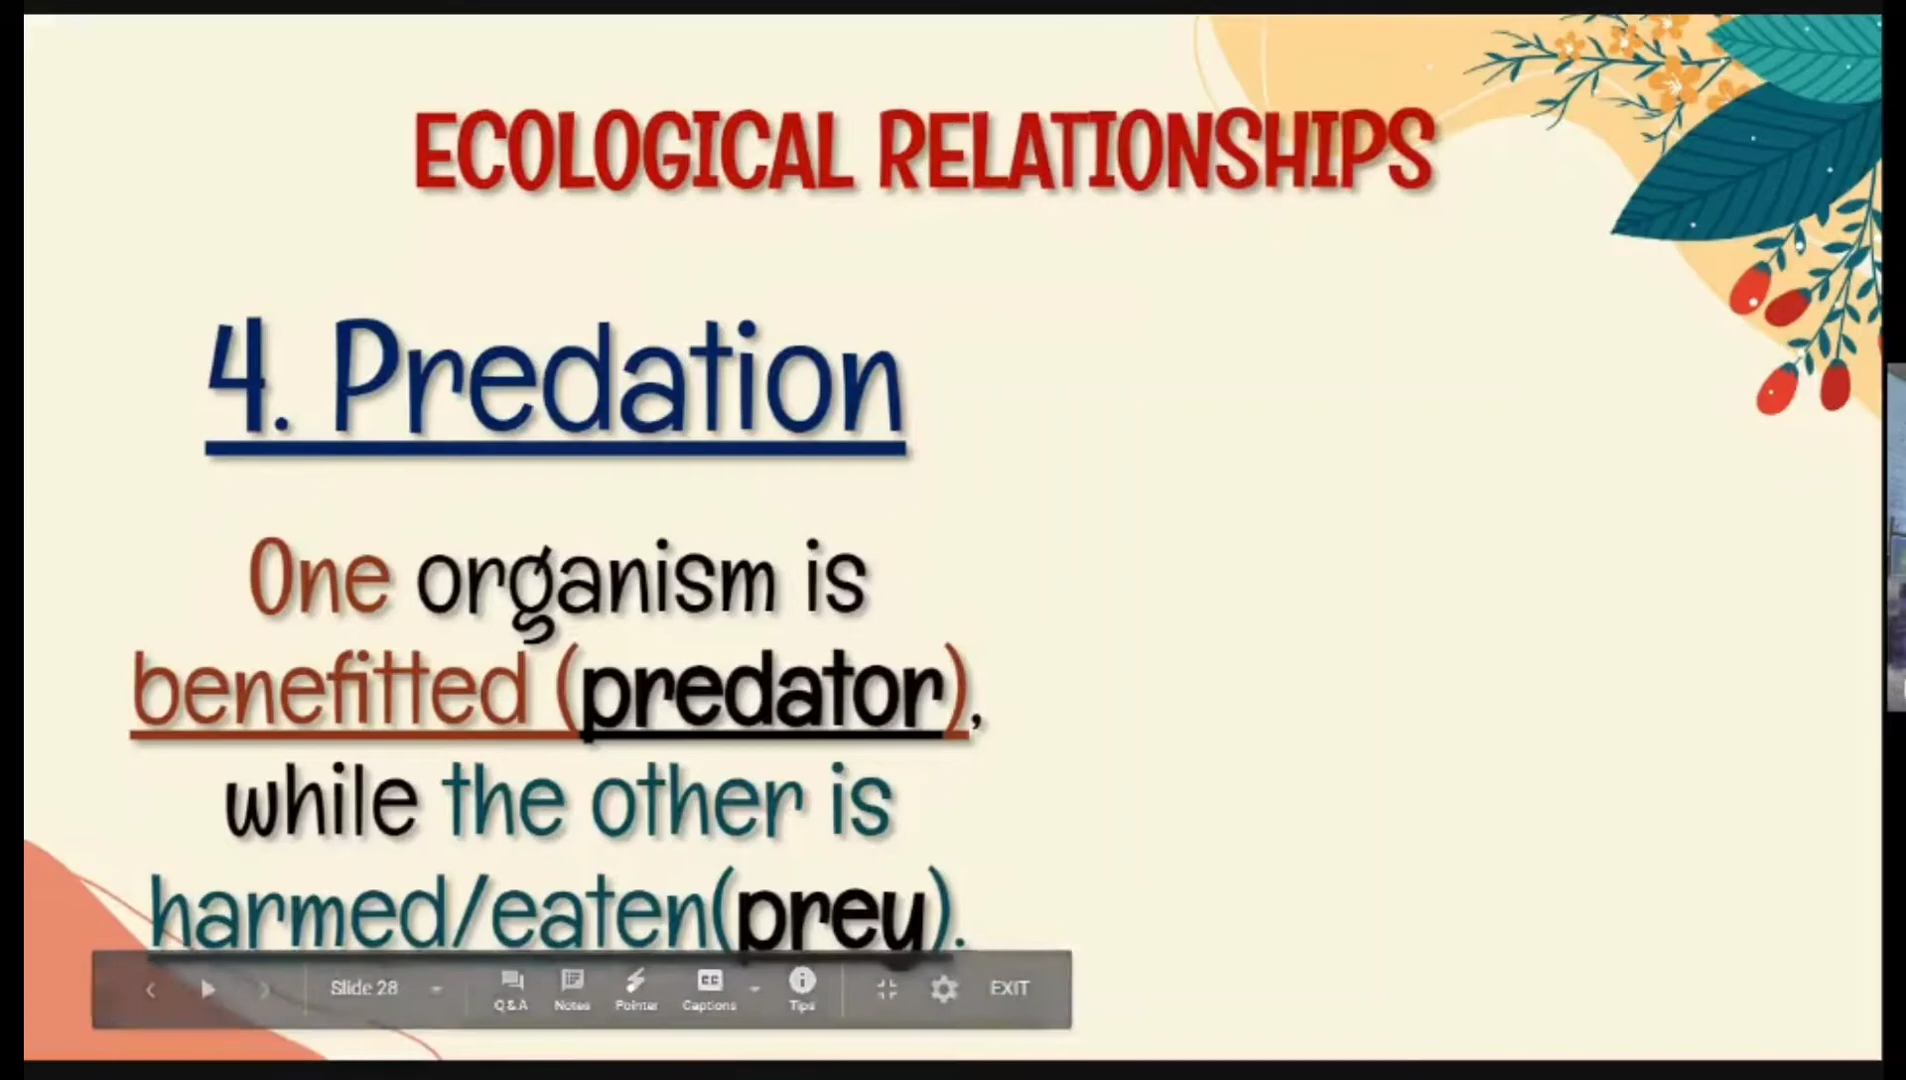 ECOLOGICAL RELATIONSHIPS
4. Predation
One organism is
benefitted (predator),
while the other is
harmed/eaten(prey).
Slide 28
Q&A
Notes
Pointer
Captions
Tips
EXIT